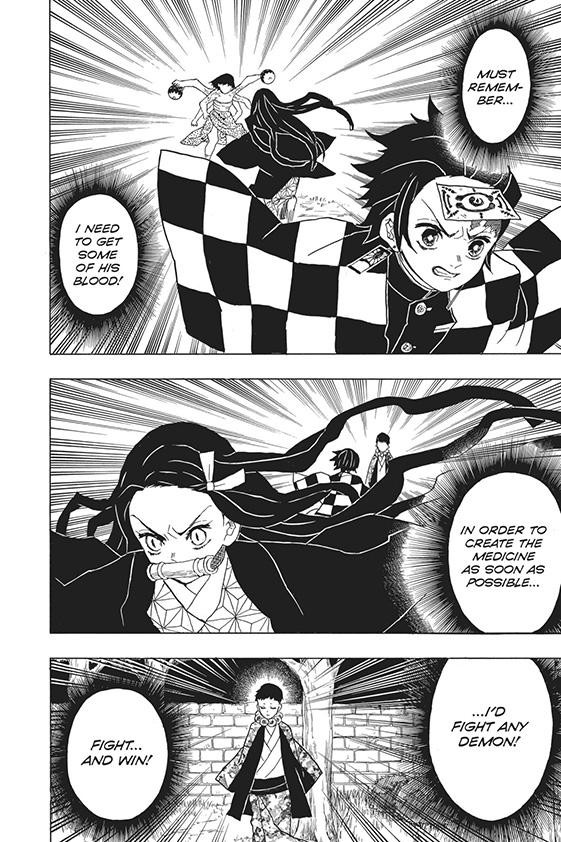 MUST
REMEM-
BER...
I NEED
TO GET
SOME
OF HIS
BLOOD!
IN ORDER TO
CREATE THE
MEDICINE
AS SOON AS
POSSIBLE...
...I'D
FIGHT ANY
DEMON!
FIGHT...
AND WIN!